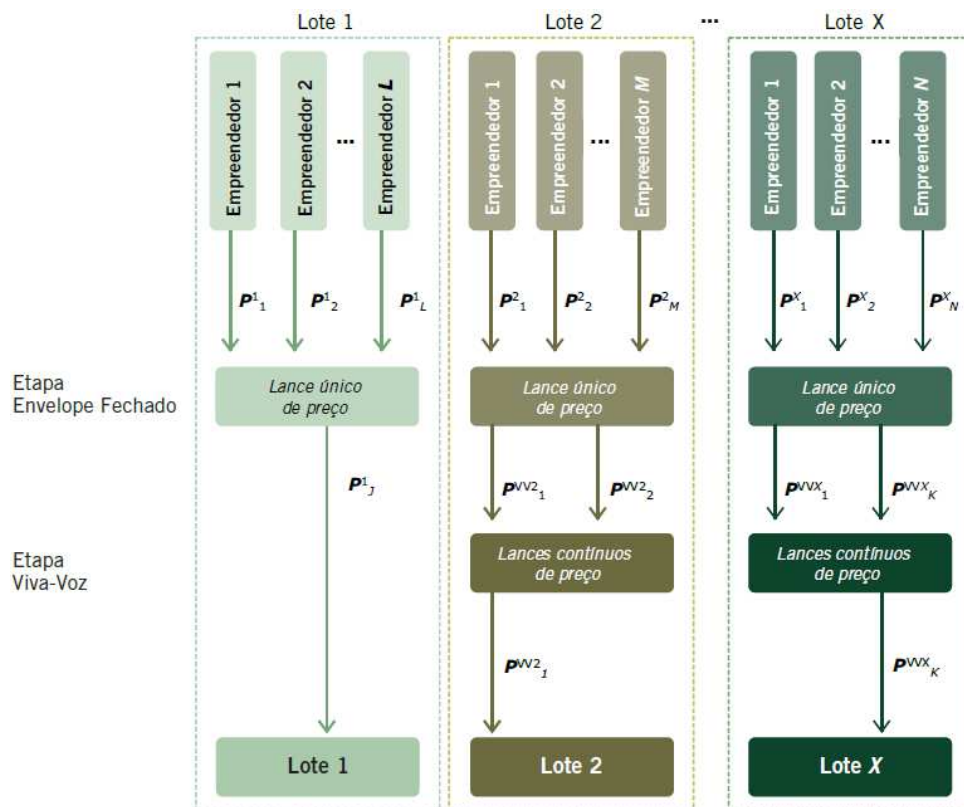 Lote 1
Lote 2
...
Lote X
Empreendedor 1
Empreendedor 2
...
Empreendedor L
Empreendedor 1
Empreendedor 2
...
Empreendedor M
Empreendedor 1
Empreendedor 2
...
Empreendedor N
P¹₁
P¹₂
P¹L
P²₁
P²₂
P²M
Pˣ₁
Pˣ₂
PˣN
Etapa
Envelope Fechado
Lance único
de preço
Lance único
de preço
Lance único
de preço
P¹J
PVV2₁
PVV2₂
PVVX₁
PVVXK
Etapa
Viva-Voz
Lances contínuos
de preço
Lances contínuos
de preço
PVV2₁
PVVXK
Lote 1
Lote 2
Lote X